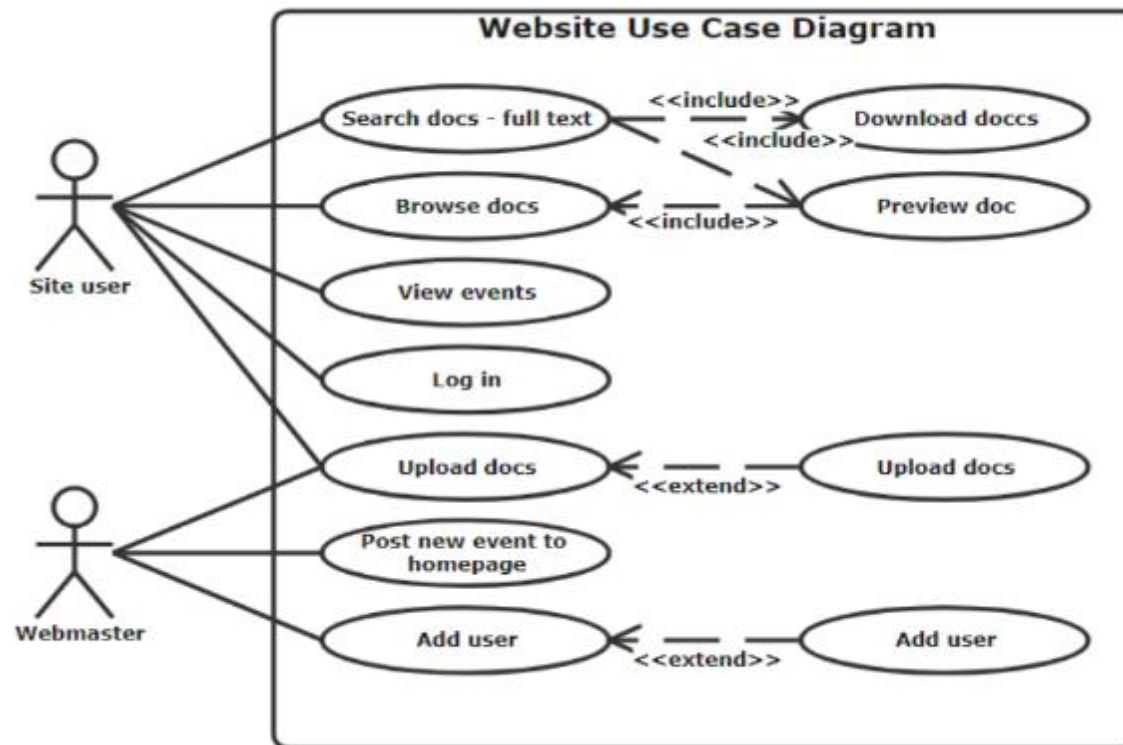 Website Use Case Diagram
<<include>>
Search docs - full text
Download doccs
<<include>>
Browse docs
Preview doc
<<include>>
Site user
View events
Log in
Upload docs
Upload docs
<<extend>>
Post new event to
homepage
Webmaster
Add user
Add user
<<extend>>